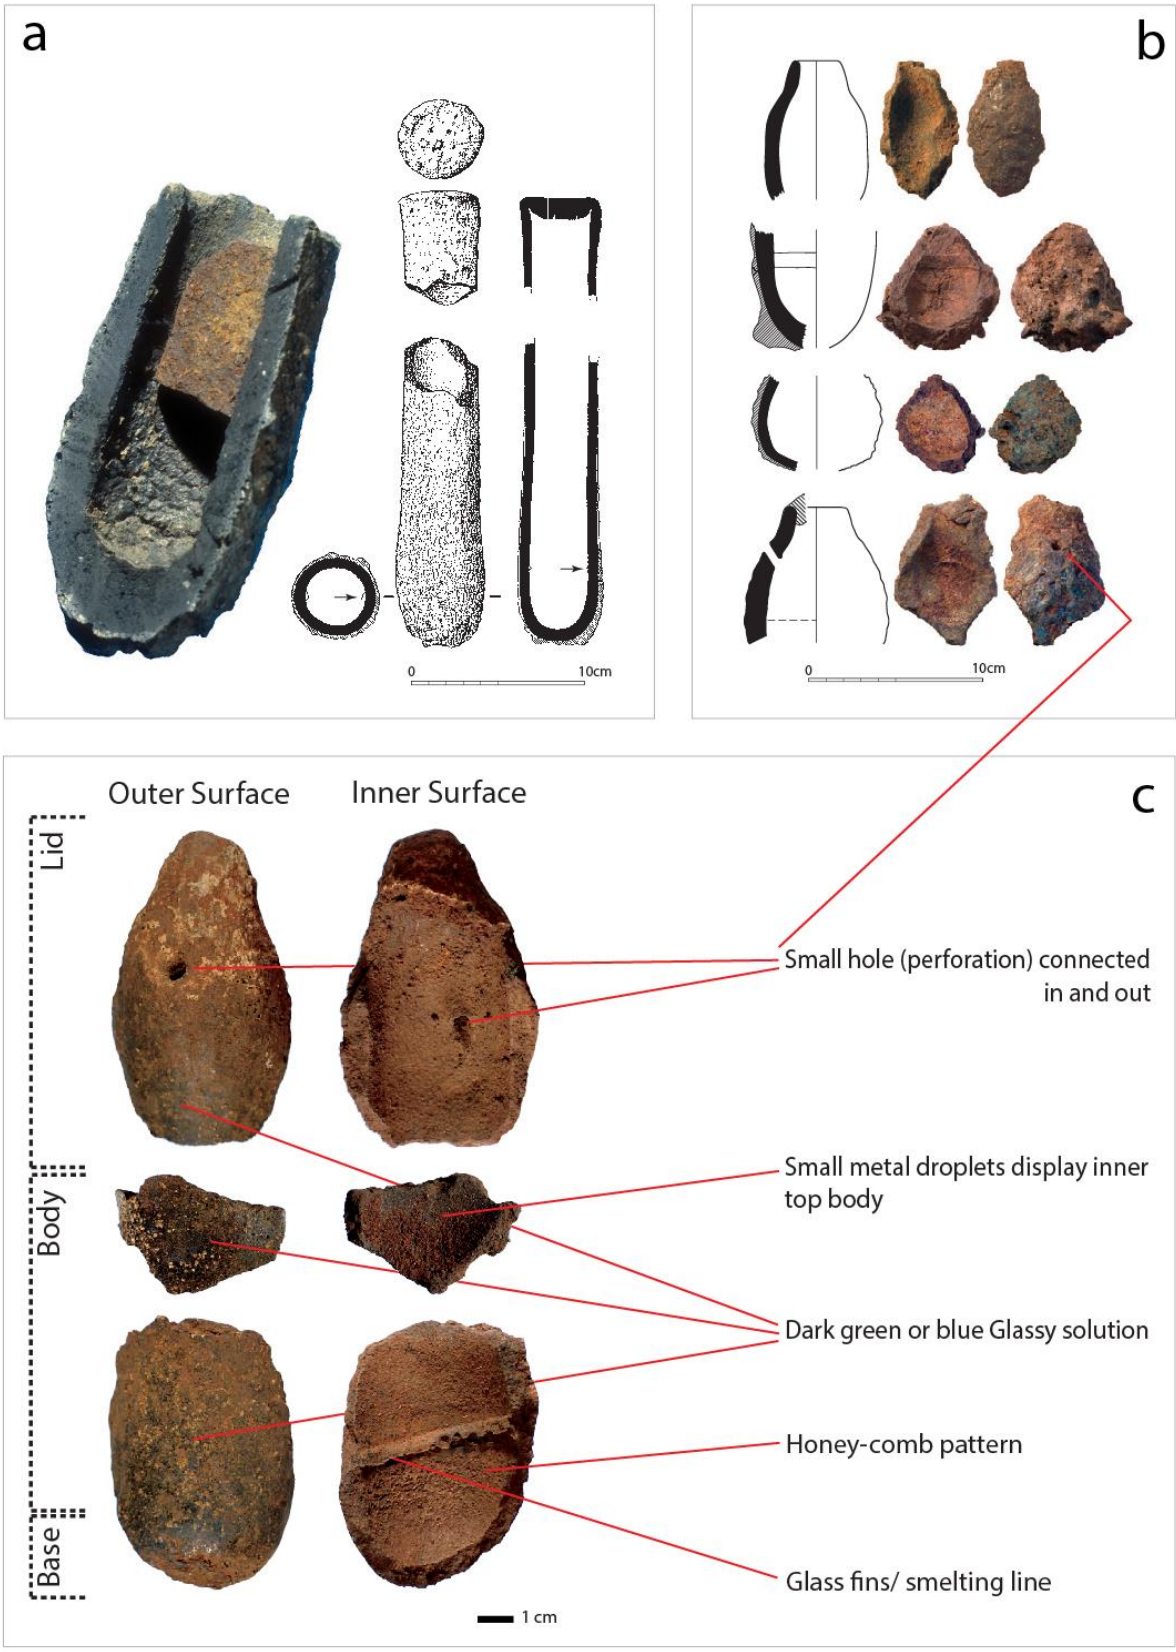 a
b
0 10cm
0 10cm
c
Outer Surface Inner Surface
Lid
Small hole (perforation) connected
in and out
Small metal droplets display inner
top body
Body
Dark green or blue Glassy solution
Honey-comb pattern
Base
Glass fins/ smelting line
1 cm